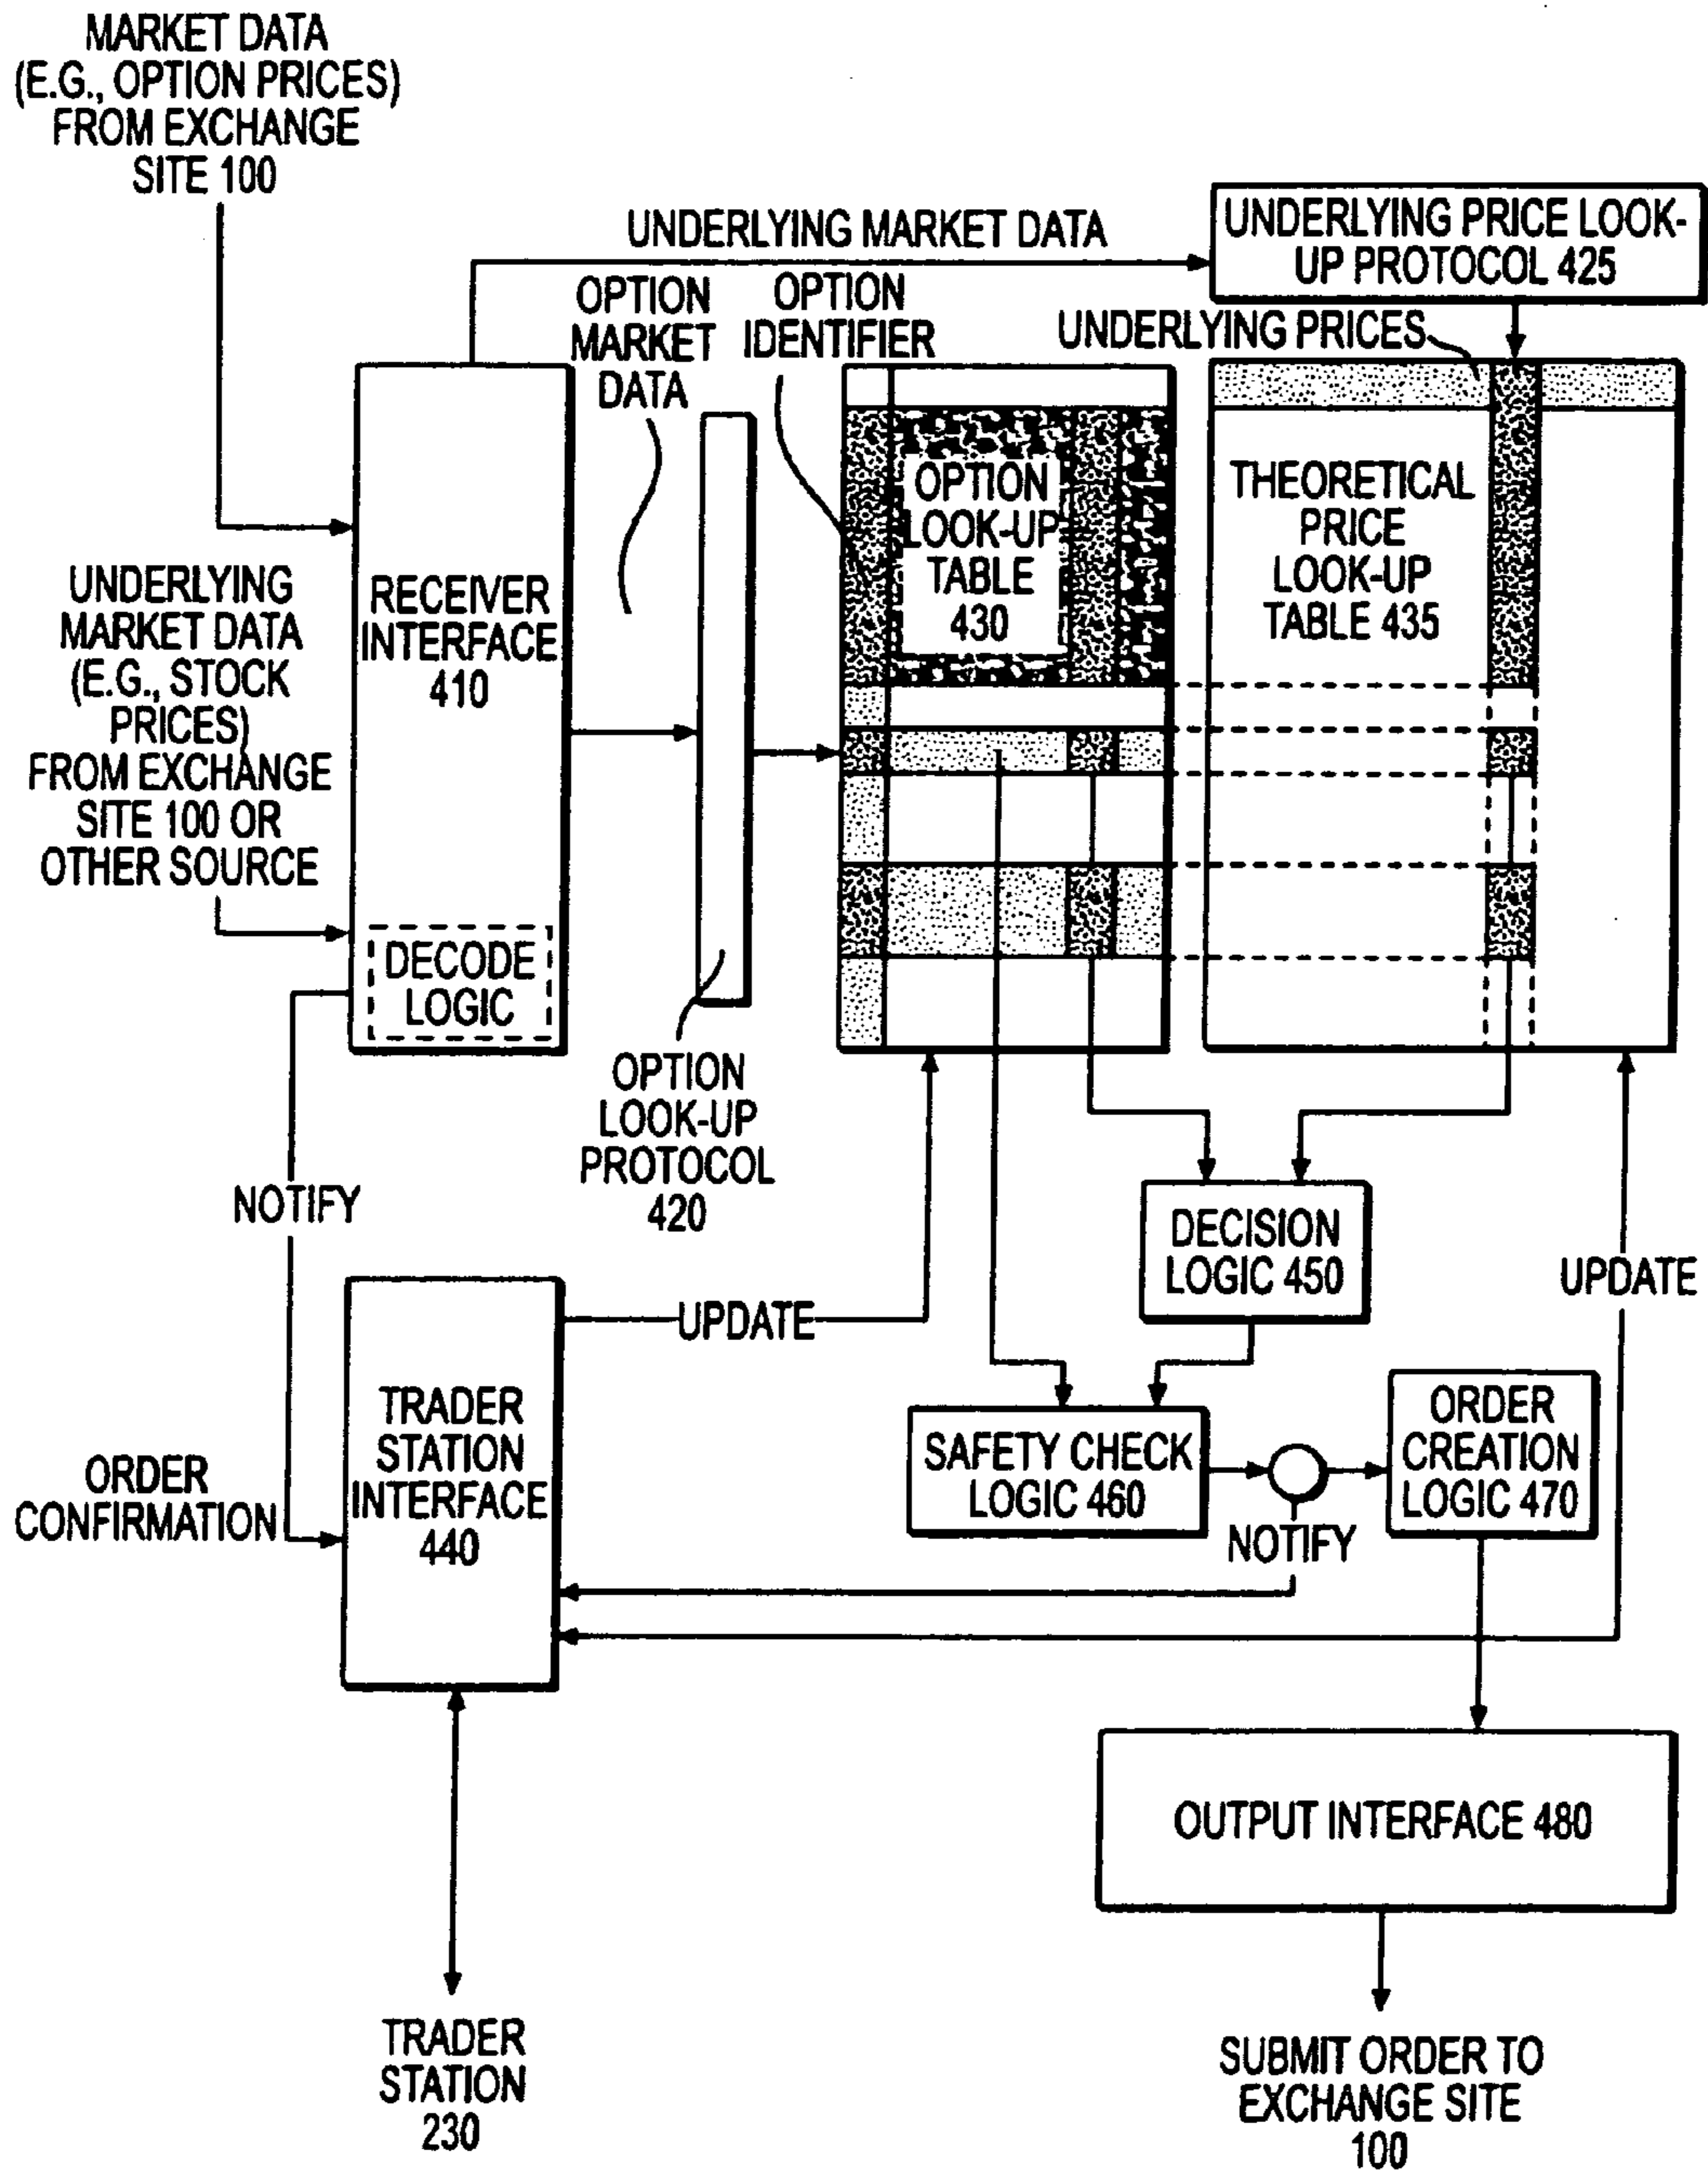 MARKET DATA
(E.G., OPTION PRICES)
FROM EXCHANGE
SITE 100
UNDERLYING MARKET DATA
UNDERLYING PRICE LOOK-
UP PROTOCOL 425
OPTION
MARKET
DATA
OPTION
IDENTIFIER
UNDERLYING PRICES
UNDERLYING
MARKET DATA
(E.G., STOCK
PRICES)
FROM EXCHANGE
SITE 100 OR
OTHER SOURCE
RECEIVER
INTERFACE
410
DECODE
LOGIC
OPTION
LOOK-UP
TABLE
430
THEORETICAL
PRICE
LOOK-UP
TABLE 435
OPTION
LOOK-UP
PROTOCOL
420
NOTIFY
DECISION
LOGIC 450
UPDATE
UPDATE
TRADER
STATION
INTERFACE
440
ORDER
CONFIRMATION
SAFETY CHECK
LOGIC 460
NOTIFY
ORDER
CREATION
LOGIC 470
OUTPUT INTERFACE 480
TRADER
STATION
230
SUBMIT ORDER TO
EXCHANGE SITE
100